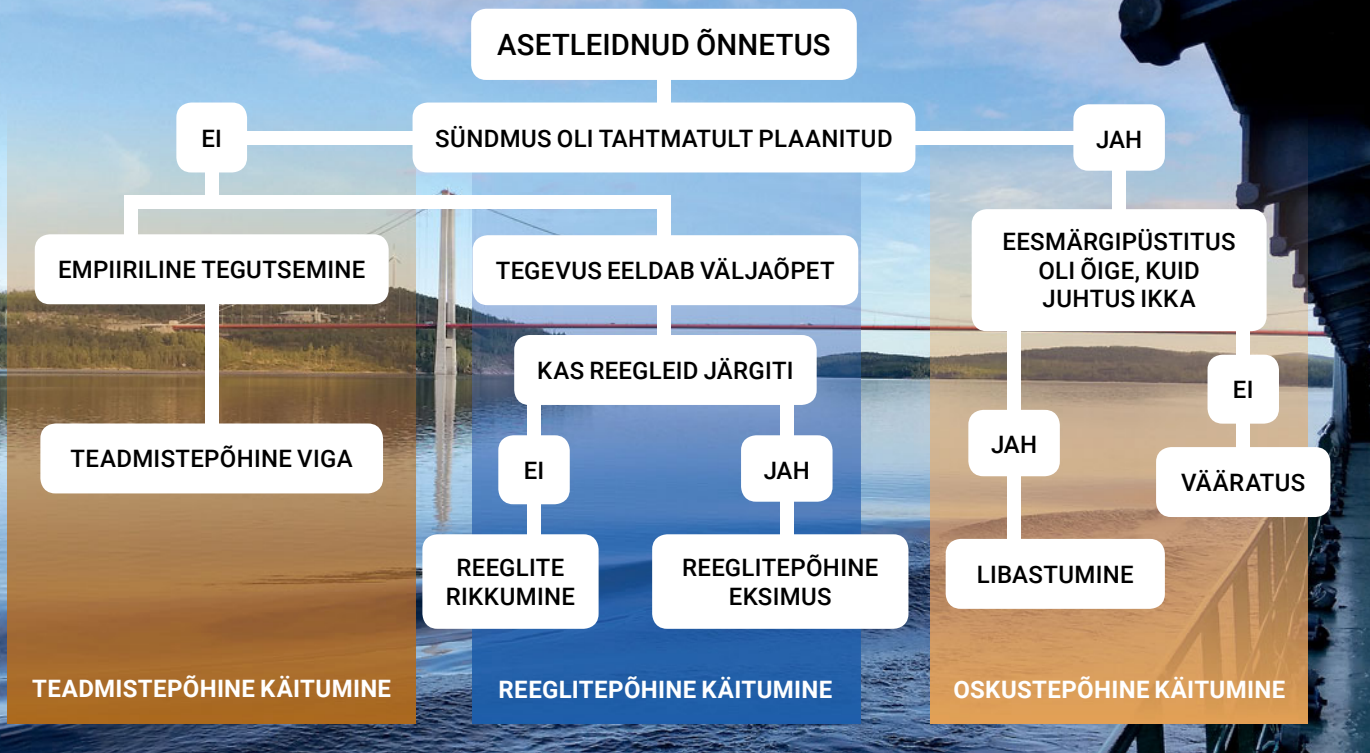 ASETLEIDNUD ÕNNETUS
EI
SÜNDMUS OLI TAHTMATULT PLAANITUD
JAH
EMPIIRILINE TEGUTSEMINE
TEGEVUS EELDAB VÄLJAÕPET
EESMÄRGIPÜSTITUS
OLI ÕIGE, KUID
JUHTUS IKKA
KAS REEGLEID JÄRGITI
EI
JAH
TEADMISTEPÕHINE VIGA
EI
JAH
VÄÄRATUS
REEGLITE
RIKKUMINE
REEGLITEPÕHINE
EKSIMUS
LIBASTUMINE
TEADMISTEPÕHINE KÄITUMINE
REEGLITEPÕHINE KÄITUMINE
OSKUSTEPÕHINE KÄITUMINE